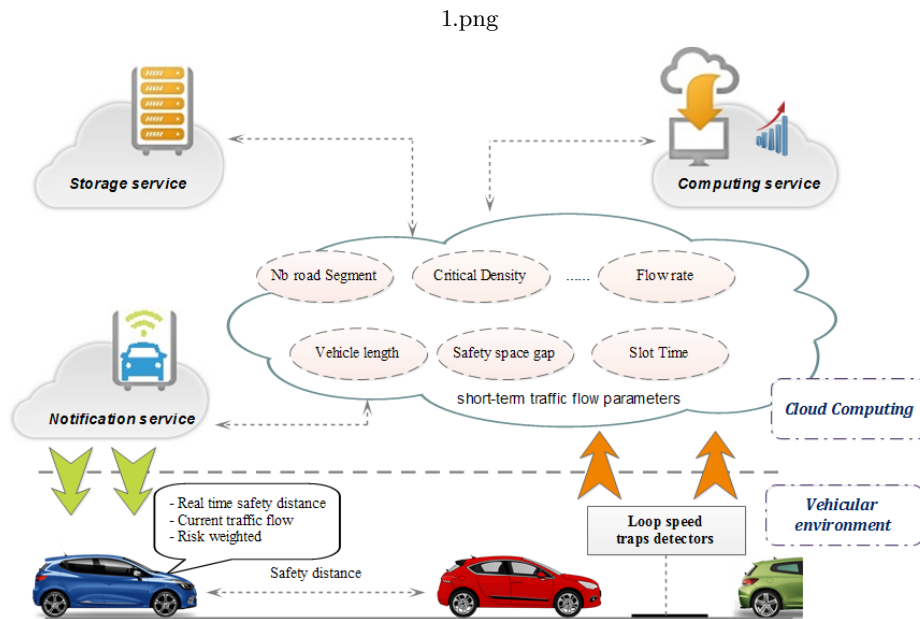 1.png
Storage service
Computing service
Nb road Segment
Critical Density
......
Flow rate
Vehicle length
Safety space gap
Slot Time
short-term traffic flow parameters
Notification service
Cloud Computing
- Real time safety distance
- Current traffic flow
- Risk weighted
Vehicular
environment
Loop speed
traps detectors
Safety distance